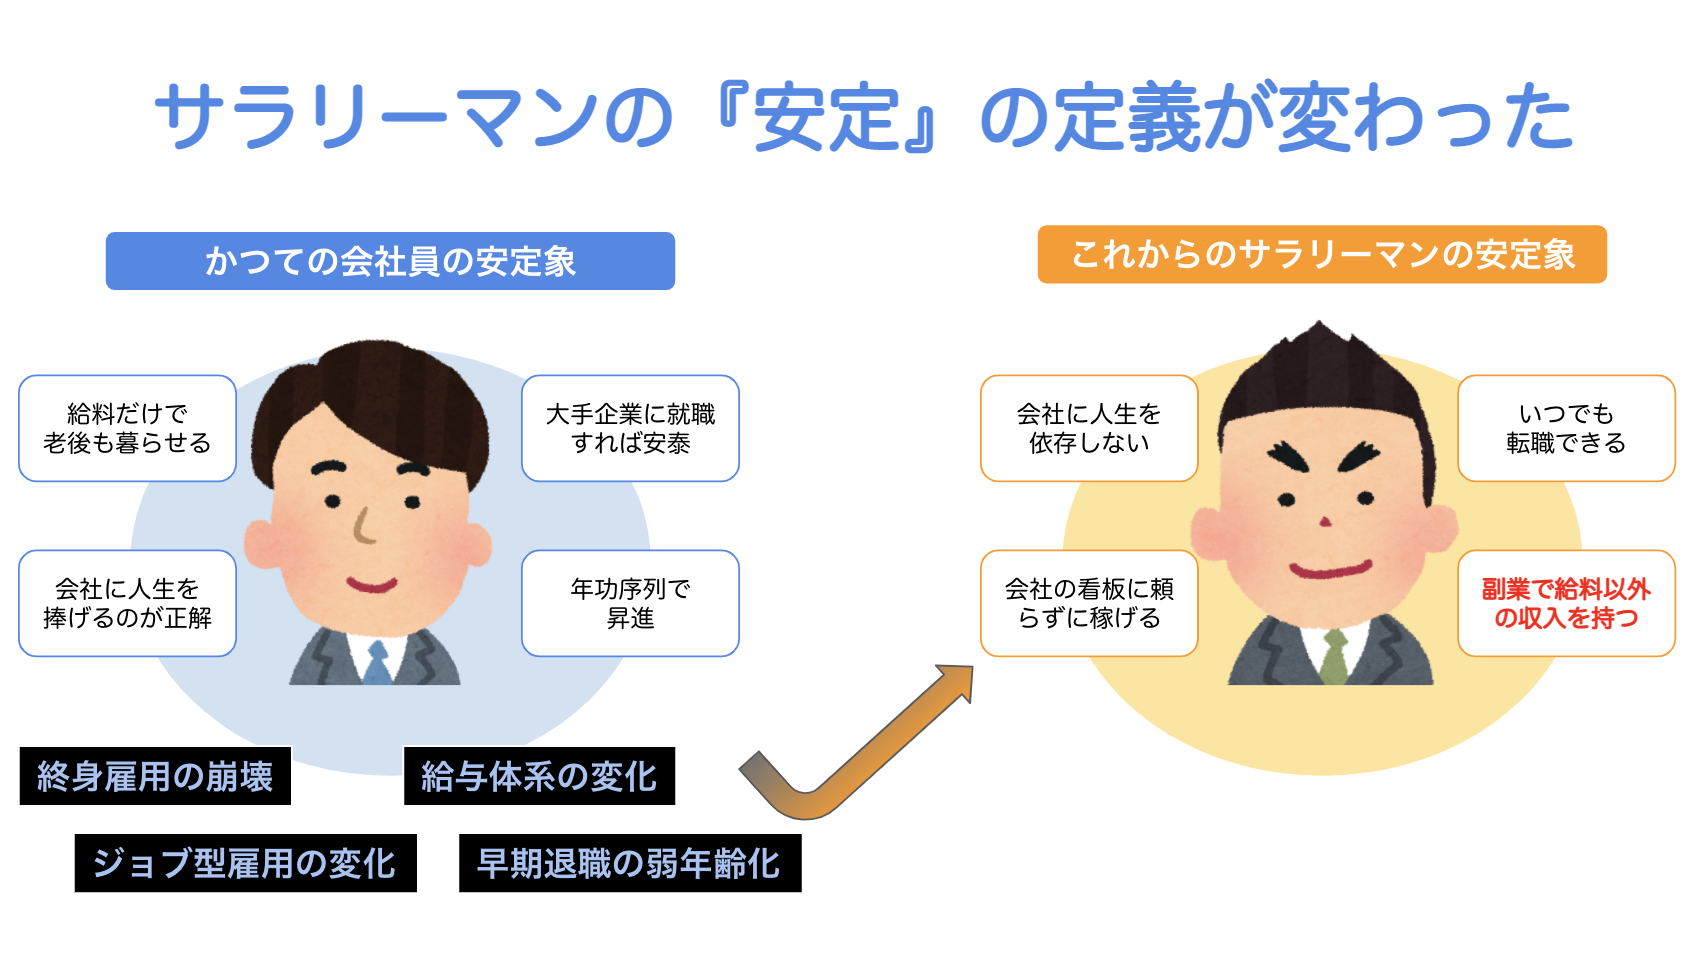 サラリーマンの『安定』の定義が変わった
かつての会社員の安定象
給料だけで
老後も暮らせる
大手企業に就職
すれば安泰
会社に人生を
捧げるのが正解
年功序列で
昇進
終身雇用の崩壊
給与体系の変化
ジョブ型雇用の変化
早期退職の弱年齢化
これからのサラリーマンの安定象
会社に人生を
依存しない
いつでも
転職できる
会社の看板に頼
らずに稼げる
副業で給料以外
の収入を持つ